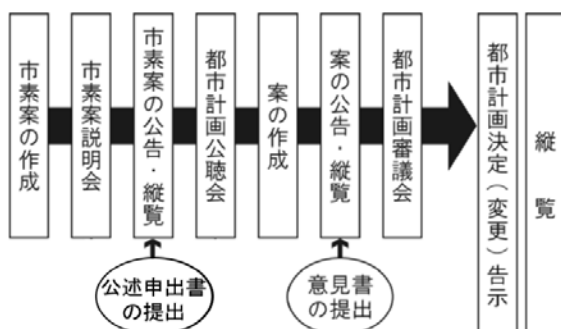 市素案の作成
市素案説明会
市素案の公告・縦覧
都市計画公聴会
案の作成
案の公告・縦覧
都市計画審議会
都市計画決定(変更)告示
縦覧
公述申出書
の提出
意見書
の提出